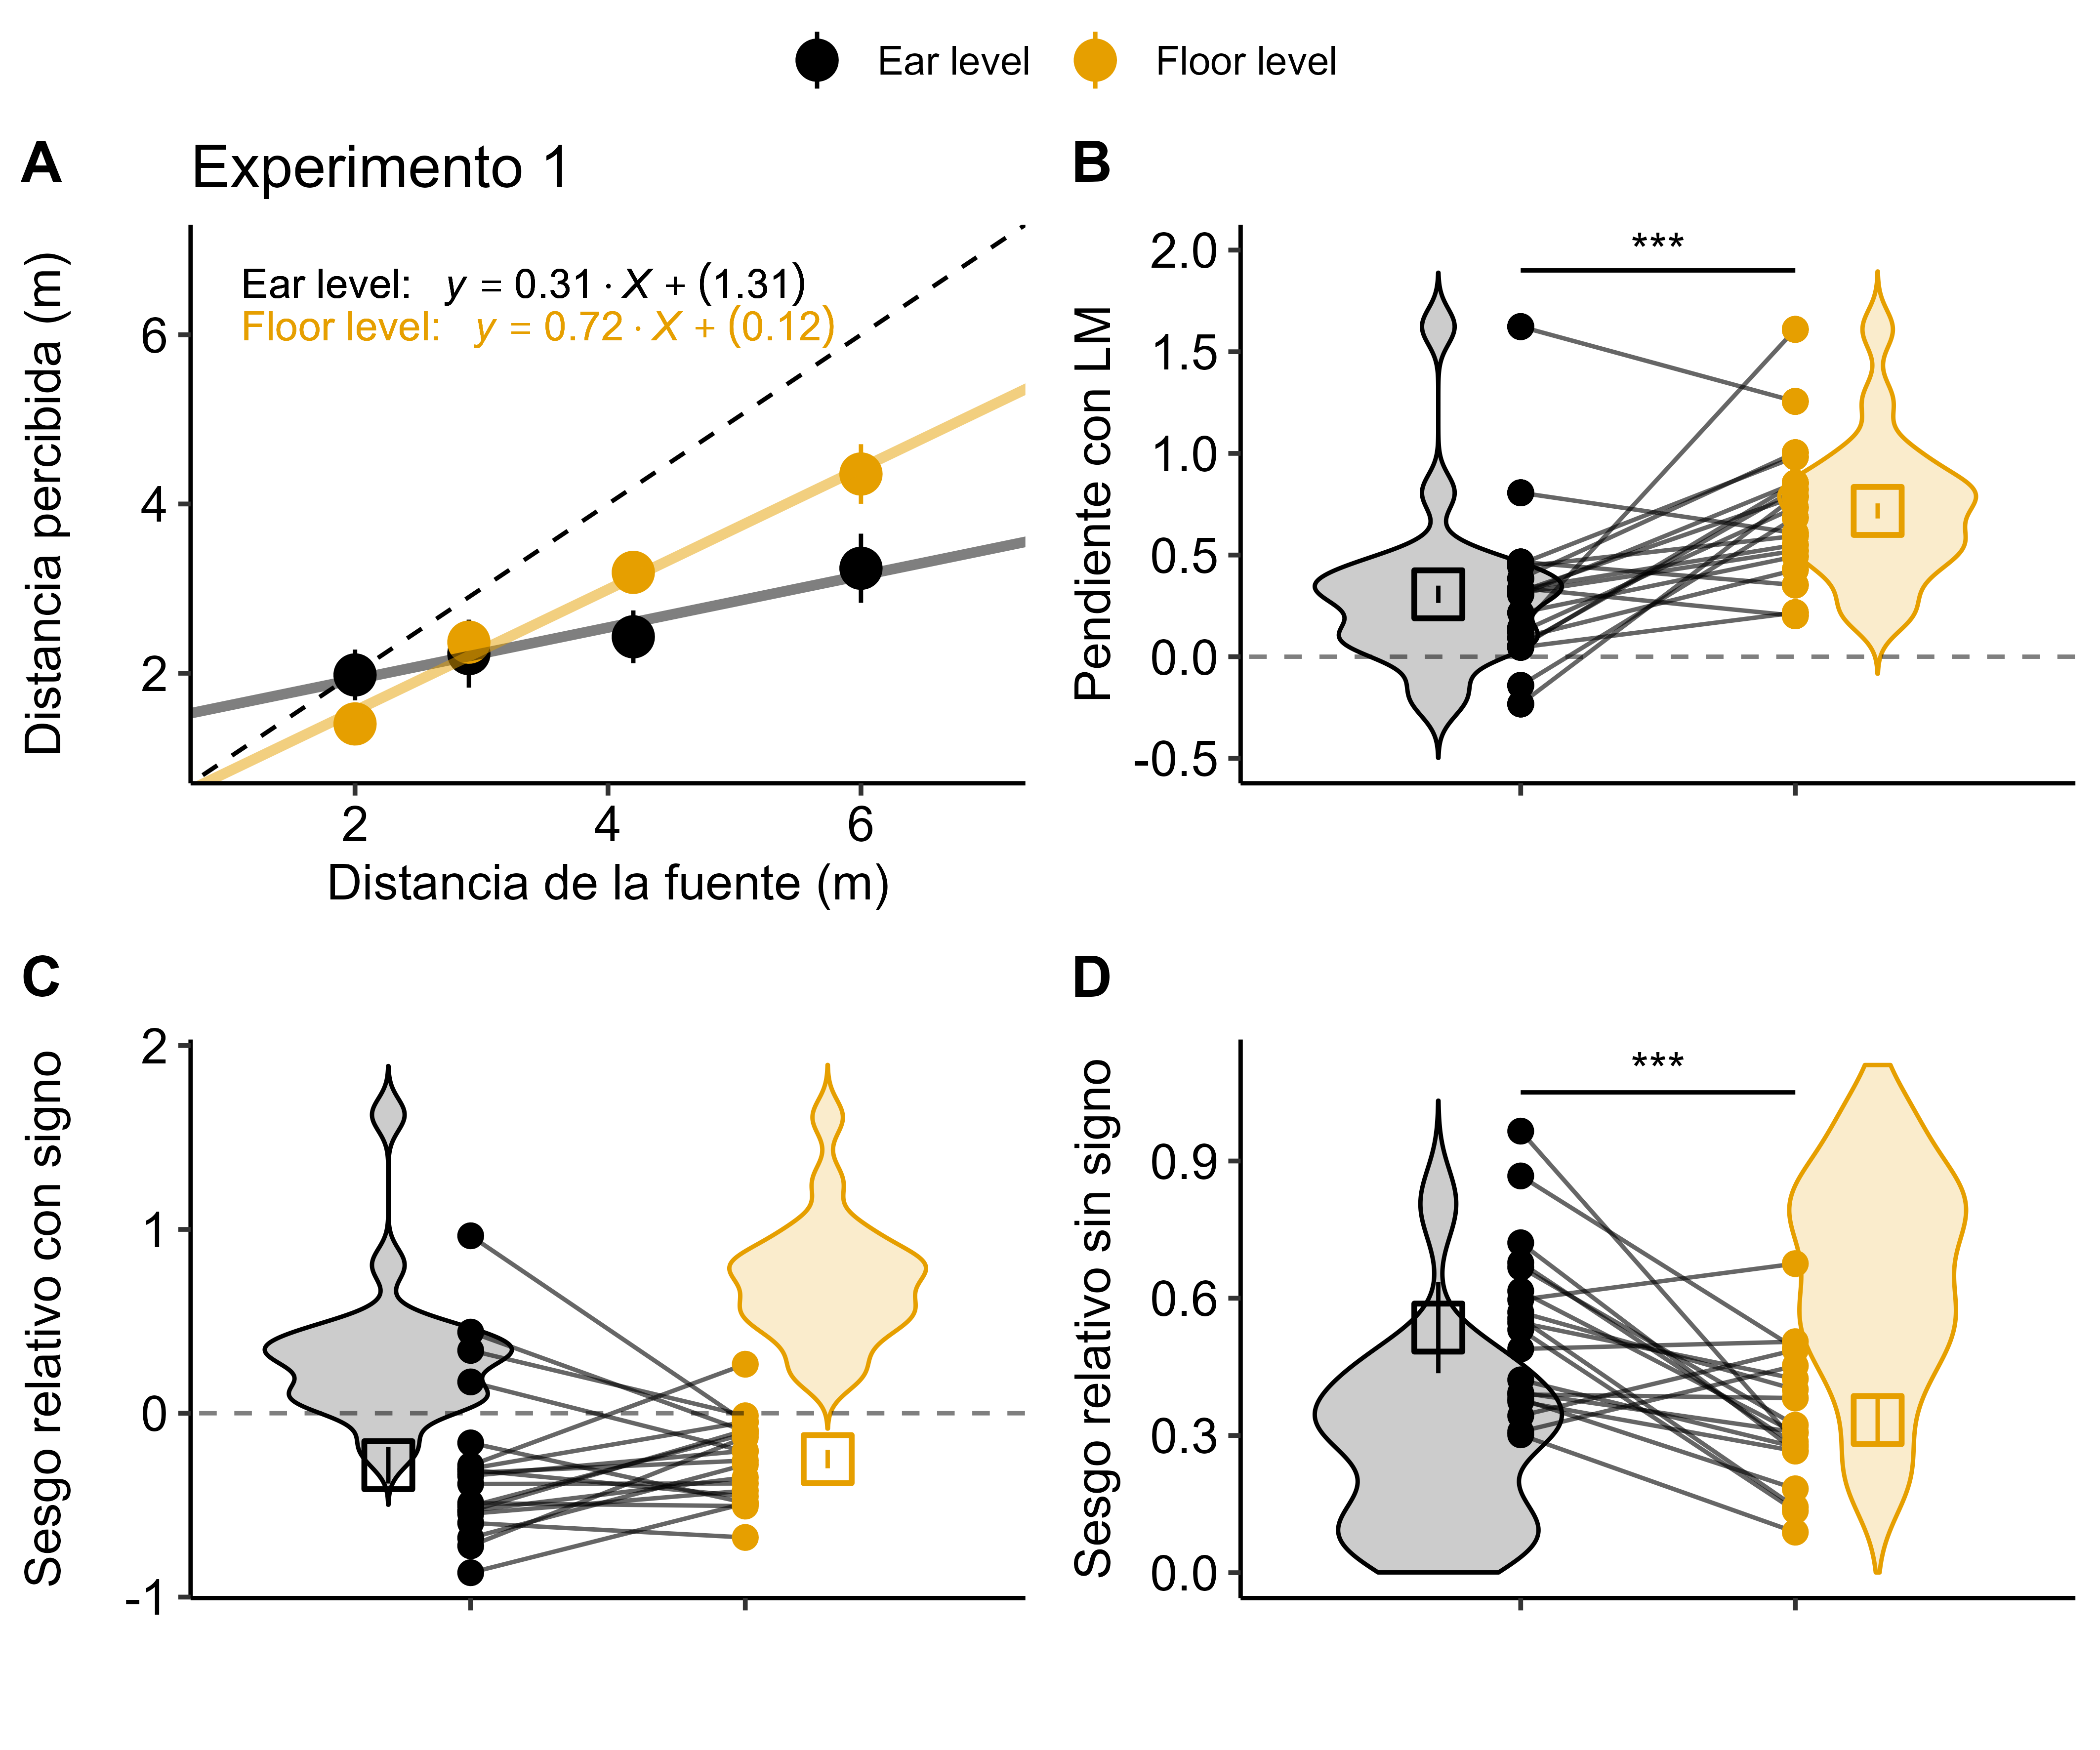 Ear level Floor level
A Experimento 1
Ear level: y = 0.31 · X + (1.31)
Floor level: y = 0.72 · X + (0.12)
Distancia percibida (m)
6
4
2
2 4 6
Distancia de la fuente (m)
B
***
Pendiente con LM
2.0
1.5
1.0
0.5
0.0
-0.5
C
Sesgo relativo con signo
2
1
0
-1
D
***
Sesgo relativo sin signo
0.9
0.6
0.3
0.0